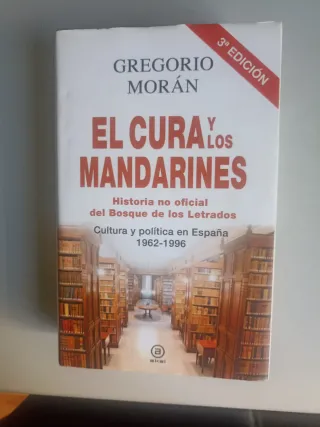 3ª EDICIÓN
GREGORIO
MORÁN
EL CURA Y LOS
MANDARINES
Historia no oficial
del Bosque de los Letrados
Cultura y política en España
1962-1996
a
akal